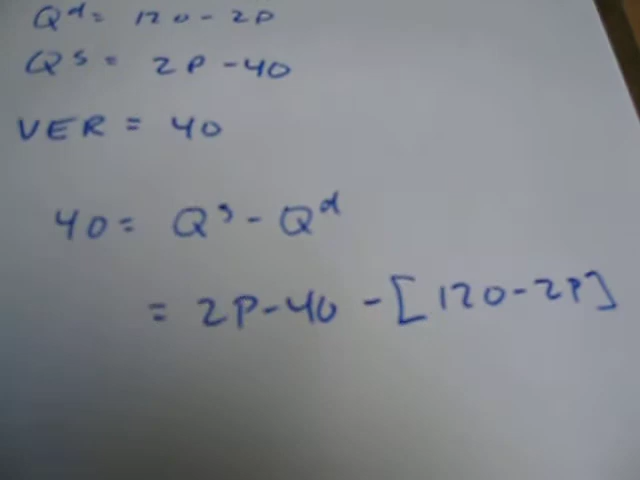 Qd = 120 - 2P
Qs = 2P - 40
VER = 40
40 = Qs - Qd
= 2P - 40 - [120 - 2P]